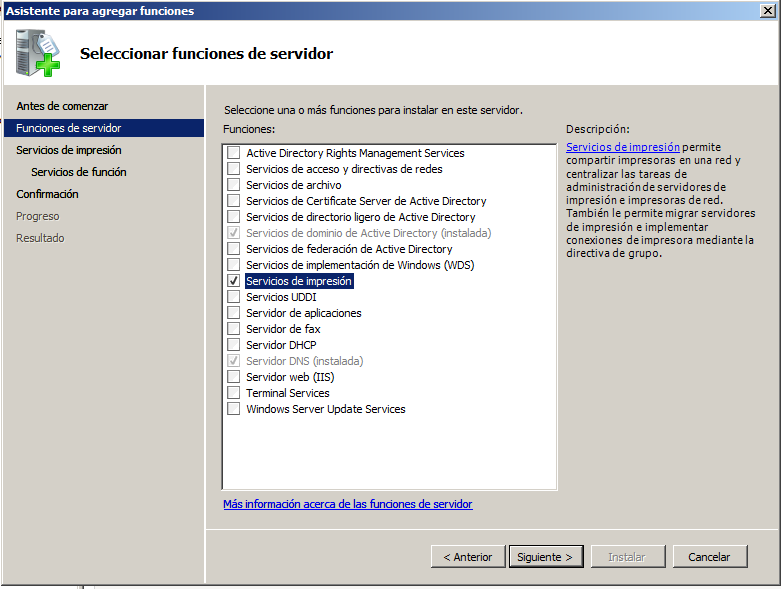 Asistente para agregar funciones
Seleccionar funciones de servidor
Antes de comenzar
Funciones de servidor
Servicios de impresión
Servicios de función
Confirmación
Progreso
Resultado
Seleccione una o más funciones para instalar en este servidor.
Funciones:
Active Directory Rights Management Services
Servicios de acceso y directivas de redes
Servicios de archivo
Servicios de Certificate Server de Active Directory
Servicios de directorio ligero de Active Directory
Servicios de dominio de Active Directory (instalada)
Servicios de federación de Active Directory
Servicios de implementación de Windows (WDS)
Servicios de impresión
Servicios UDDI
Servidor de aplicaciones
Servidor de fax
Servidor DHCP
Servidor DNS (instalada)
Servidor web (IIS)
Terminal Services
Windows Server Update Services
Más información acerca de las funciones de servidor
Descripción:
Servicios de impresión permite
compartir impresoras en una red y
centralizar las tareas de
administración de servidores de
impresión e impresoras de red.
También le permite migrar servidores
de impresión e implementar
conexiones de impresora mediante la
directiva de grupo.
< Anterior
Siguiente >
Instalar
Cancelar